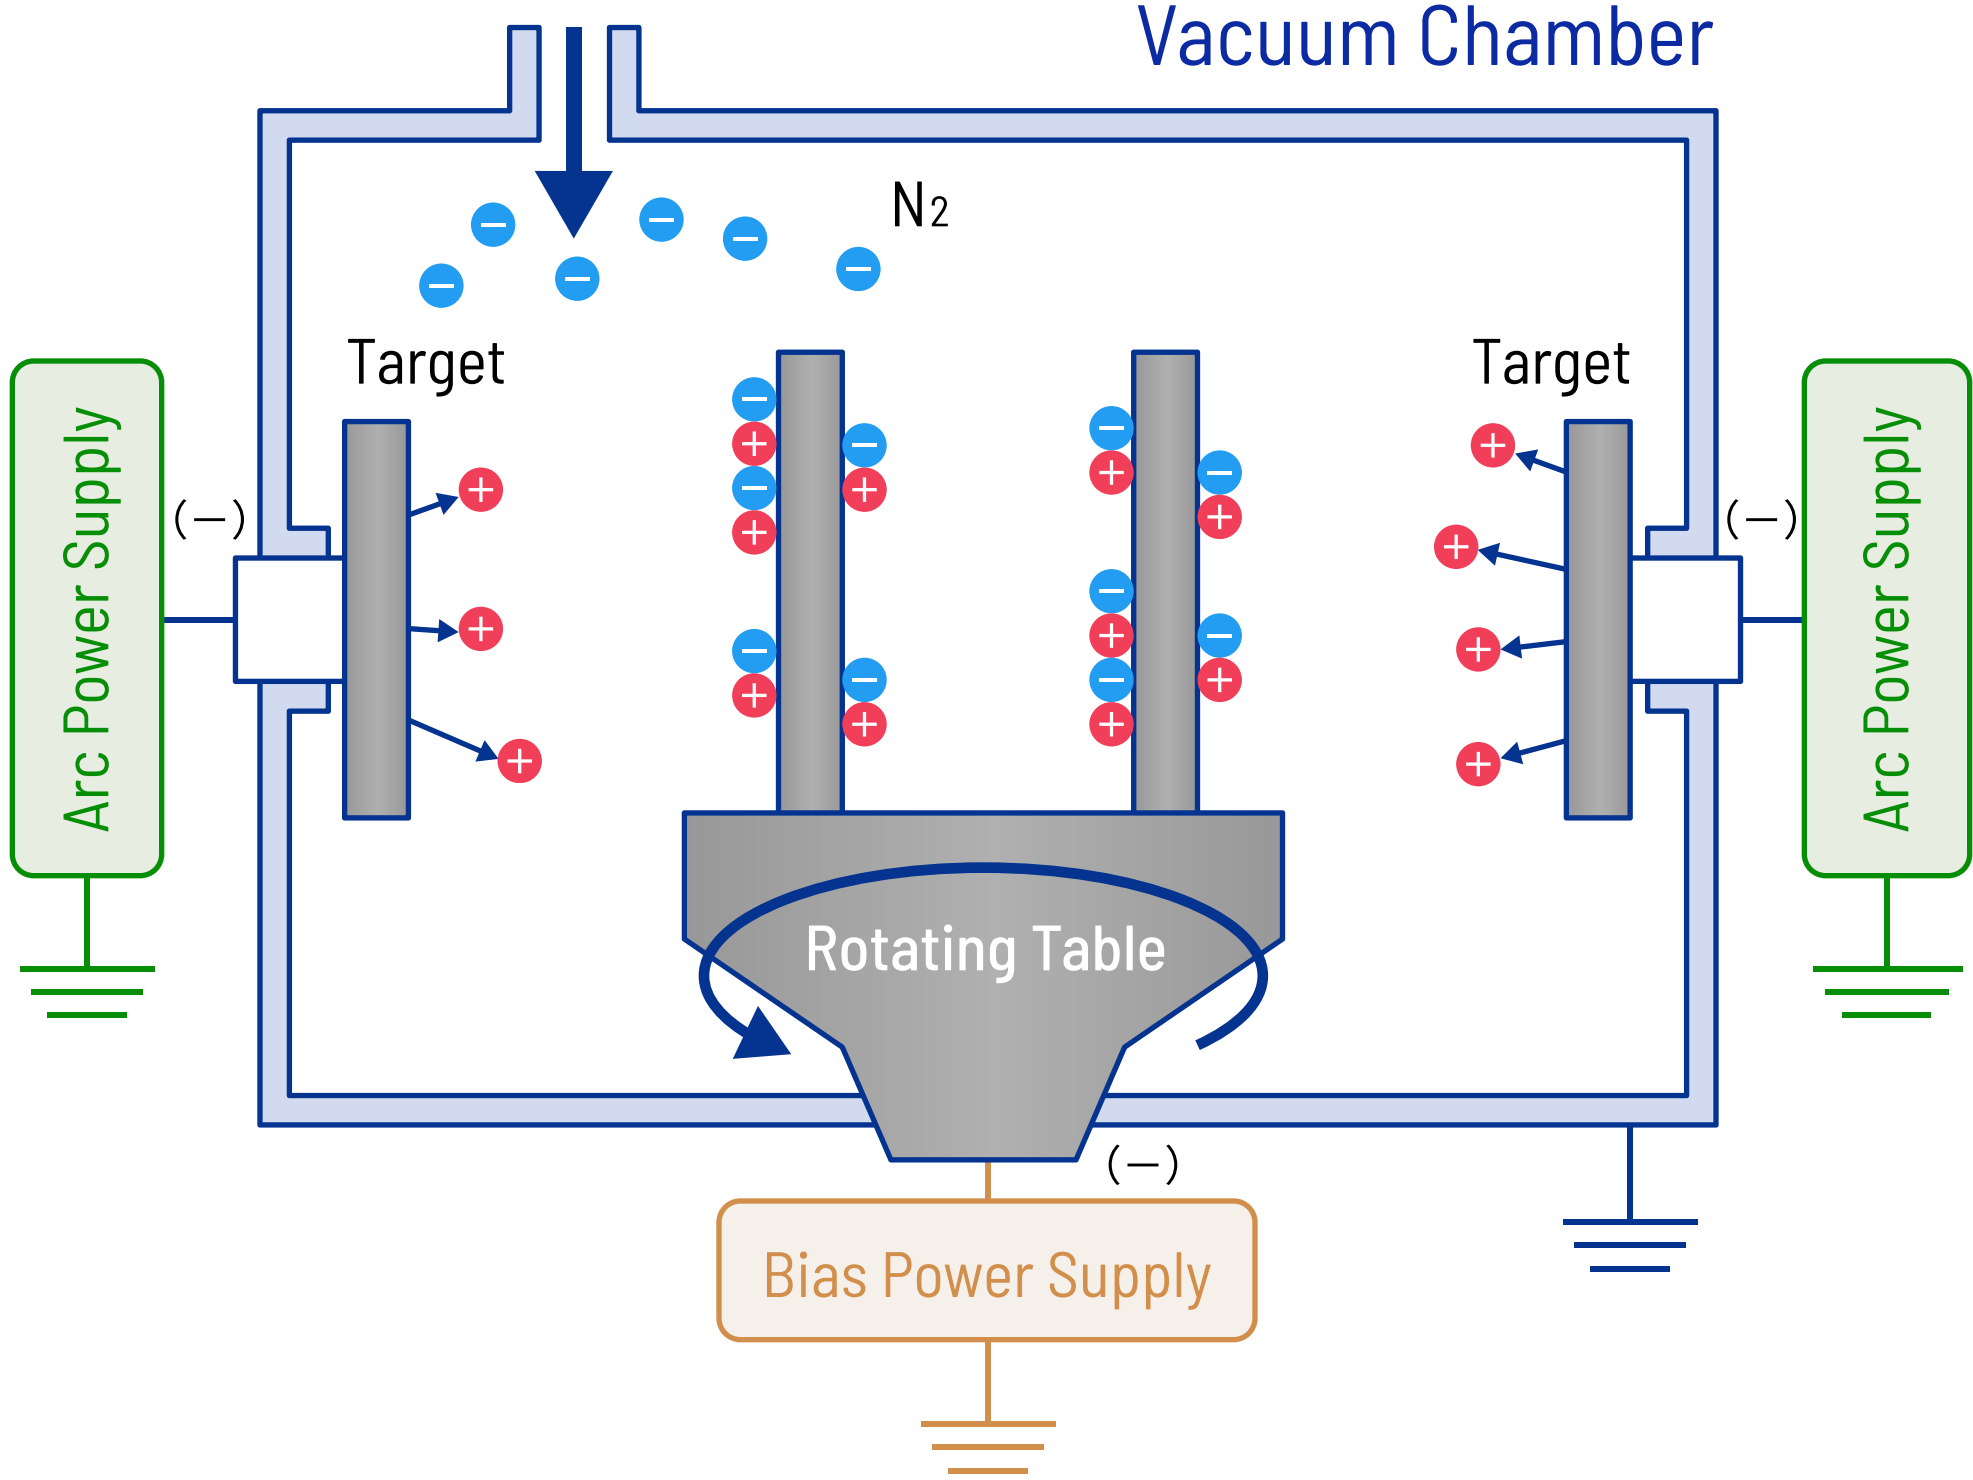 Vacuum Chamber
N2
Target
Target
Arc Power Supply
(−)
(−)
Arc Power Supply
Rotating Table
(−)
Bias Power Supply